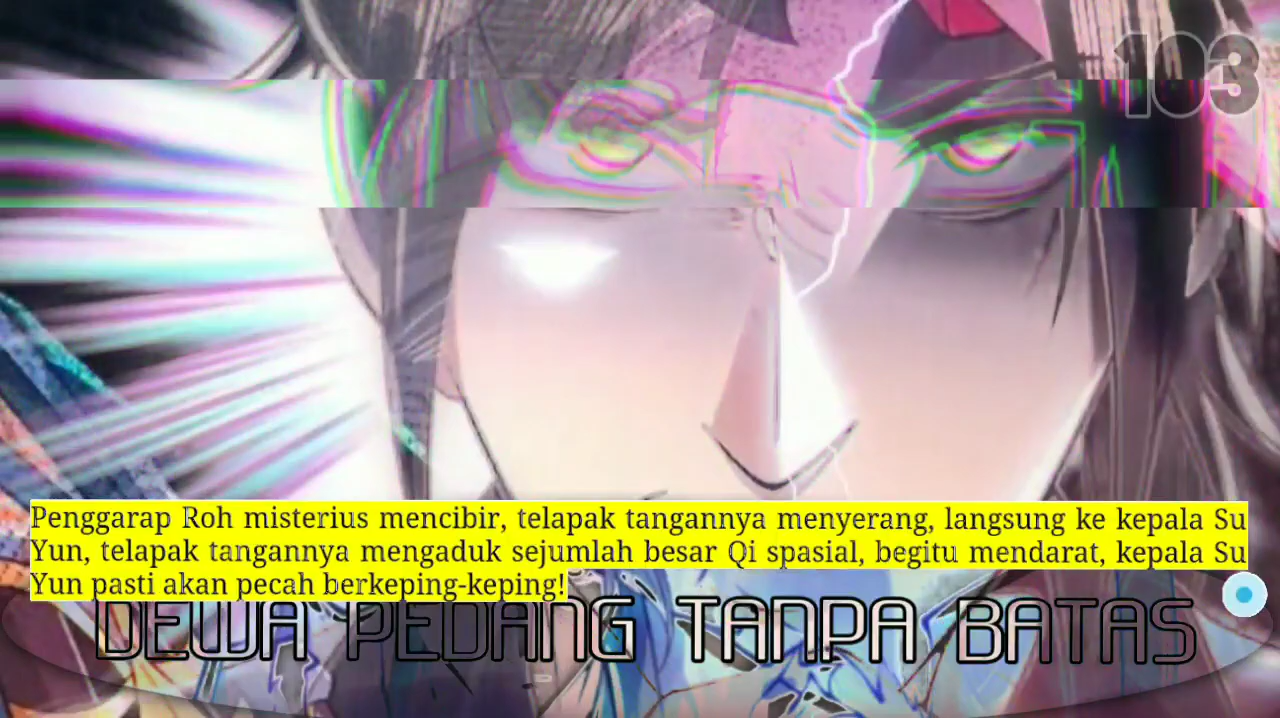 103
Penggarap Roh misterius mencibir, telapak tangannya menyerang, langsung ke kepala Su
Yun, telapak tangannya mengaduk sejumlah besar Qi spasial, begitu mendarat, kepala Su
Yun pasti akan pecah berkeping-keping!
DEWA PEDANG TANPA BATAS